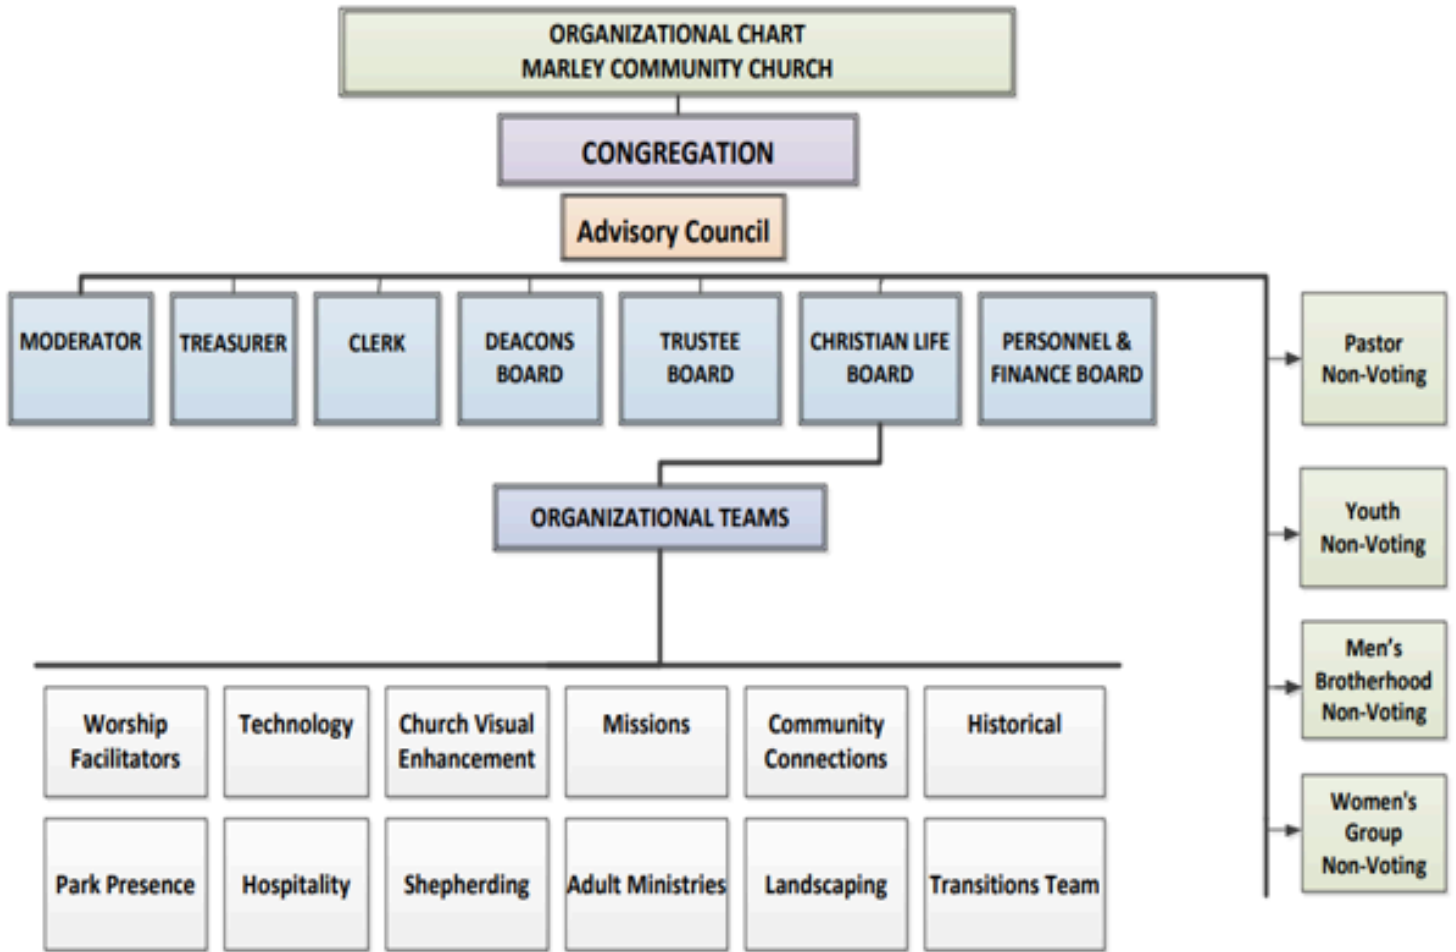 ORGANIZATIONAL CHART
MARLEY COMMUNITY CHURCH
CONGREGATION
Advisory Council
MODERATOR
TREASURER
CLERK
DEACONS
BOARD
TRUSTEE
BOARD
CHRISTIAN LIFE
BOARD
PERSONNEL &
FINANCE BOARD
Pastor
Non-Voting
Youth
Non-Voting
Men's
Brotherhood
Non-Voting
Women's
Group
Non-Voting
ORGANIZATIONAL TEAMS
Worship
Facilitators
Technology
Church Visual
Enhancement
Missions
Community
Connections
Historical
Park Presence
Hospitality
Shepherding
Adult Ministries
Landscaping
Transitions Team